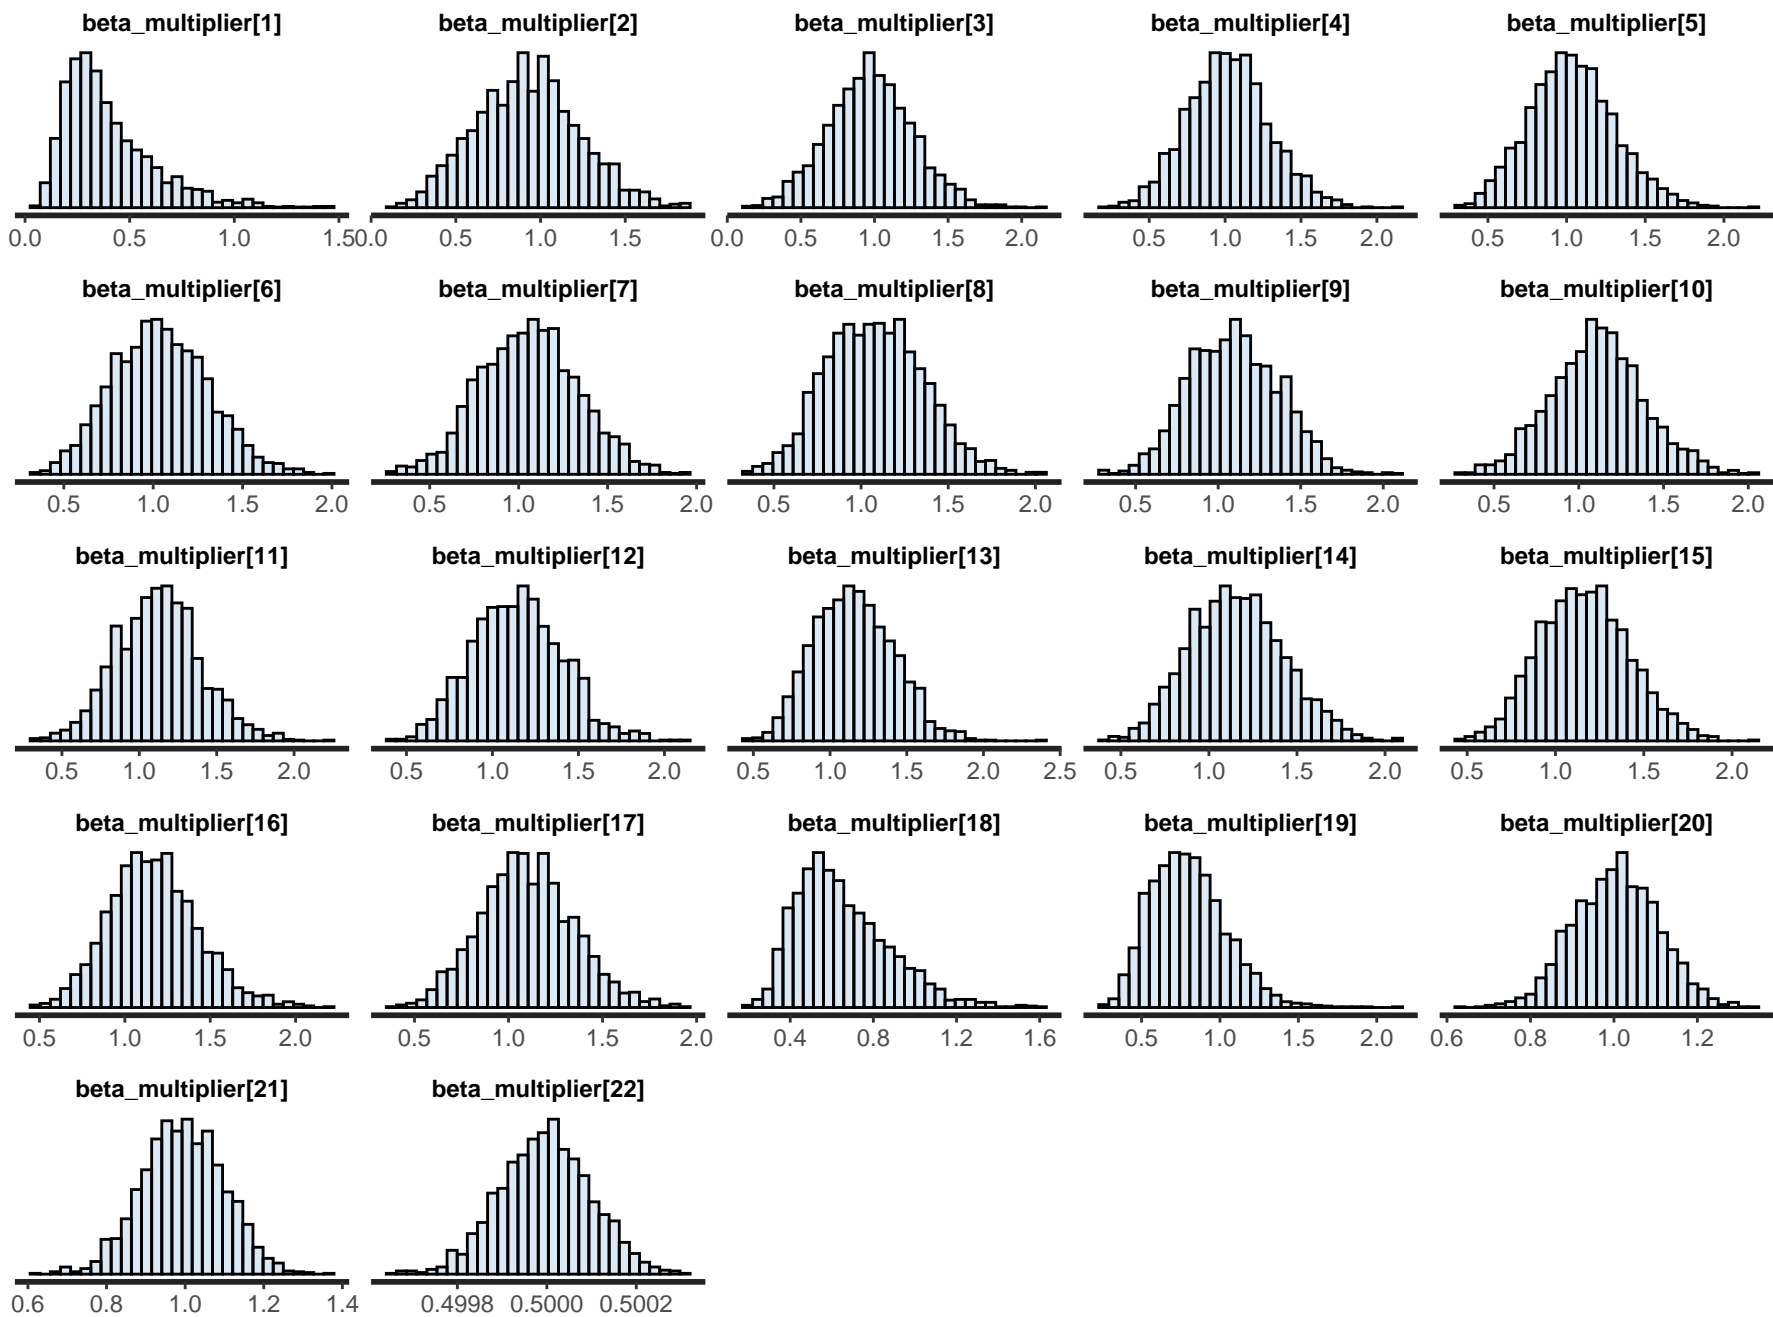 beta_multiplier[1] beta_multiplier[2] beta_multiplier[3] beta_multiplier[4] beta_multiplier[5]
0.0 0.5 1.0 1.5 0.0 0.5 1.0 1.5 0.0 0.5 1.0 1.5 2.0 0.5 1.0 1.5 2.0 0.5 1.0 1.5 2.0
beta_multiplier[6] beta_multiplier[7] beta_multiplier[8] beta_multiplier[9] beta_multiplier[10]
0.5 1.0 1.5 2.0 0.5 1.0 1.5 2.0 0.5 1.0 1.5 2.0 0.5 1.0 1.5 2.0 0.5 1.0 1.5 2.0
beta_multiplier[11] beta_multiplier[12] beta_multiplier[13] beta_multiplier[14] beta_multiplier[15]
0.5 1.0 1.5 2.0 0.5 1.0 1.5 2.0 0.5 1.0 1.5 2.0 2.5 0.5 1.0 1.5 2.0 0.5 1.0 1.5 2.0
beta_multiplier[16] beta_multiplier[17] beta_multiplier[18] beta_multiplier[19] beta_multiplier[20]
0.5 1.0 1.5 2.0 0.5 1.0 1.5 2.0 0.4 0.8 1.2 1.6 0.5 1.0 1.5 2.0 0.6 0.8 1.0 1.2
beta_multiplier[21] beta_multiplier[22]
0.6 0.8 1.0 1.2 1.4 0.4998 0.5000 0.5002